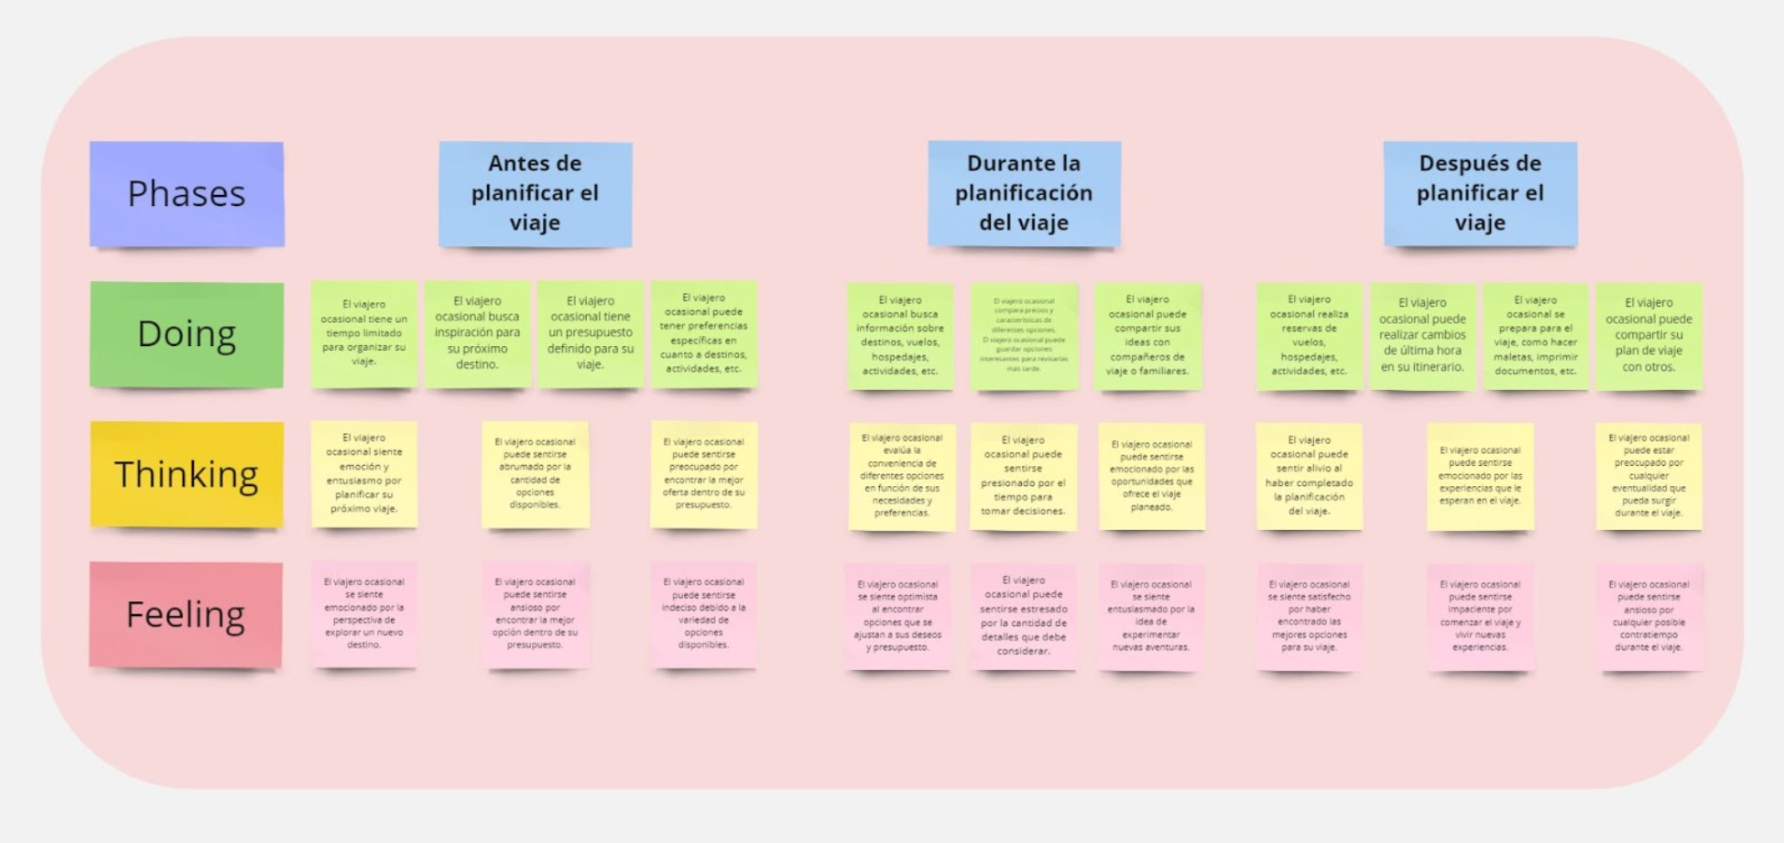 Phases
Antes de
planificar el
viaje
Durante la
planificación
del viaje
Después de
planificar el
viaje
Doing
El viajero
ocasional tiene un
tiempo limitado
para organizar su
viaje.
El viajero
ocasional busca
inspiración para
su próximo
destino.
El viajero
ocasional tiene
un presupuesto
definido para su
viaje.
El viajero
ocasional puede
tener preferencias
específicas en
cuanto a destinos,
actividades, etc.
El viajero
ocasional busca
información sobre
destinos, vuelos,
hospedajes,
actividades, etc.
El viajero ocasional
compara precios y
características de
diferentes opciones.
El viajero ocasional puede
guardar opciones
interesantes para revisarlas
más tarde.
El viajero
ocasional puede
compartir sus
ideas con
compañeros de
viaje o familiares.
El viajero
ocasional realiza
reservas de
vuelos,
hospedajes,
actividades, etc.
El viajero
ocasional puede
realizar cambios
de última hora
en su itinerario.
El viajero
ocasional se
prepara para el
viaje, como hacer
maletas, imprimir
documentos, etc.
El viajero
ocasional puede
compartir su
plan de viaje
con otros.
Thinking
El viajero
ocasional siente
emoción y
entusiasmo por
planificar su
próximo viaje.
El viajero ocasional
puede sentirse
abrumado por la
cantidad de
opciones
disponibles.
El viajero ocasional
puede sentirse
preocupado por
encontrar la mejor
oferta dentro de su
presupuesto.
El viajero ocasional
evalúa la
conveniencia de
diferentes opciones
en función de sus
necesidades y
preferencias.
El viajero
ocasional puede
sentirse
presionado por el
tiempo para
tomar decisiones.
El viajero ocasional
puede sentirse
emocionado por las
oportunidades que
ofrece el viaje
planeado.
El viajero
ocasional puede
sentir alivio al
haber completado
la planificación
del viaje.
El viajero ocasional
puede sentirse
emocionado por las
experiencias que le
esperan en el viaje.
El viajero ocasional
puede estar
preocupado por
cualquier
eventualidad que
pueda surgir
durante el viaje.
Feeling
El viajero ocasional
se siente
emocionado por la
perspectiva de
explorar un nuevo
destino.
El viajero ocasional
puede sentirse
ansioso por
encontrar la mejor
opción dentro de su
presupuesto.
El viajero ocasional
puede sentirse
indeciso debido a la
variedad de
opciones
disponibles.
El viajero ocasional
se siente optimista
al encontrar
opciones que se
ajustan a sus deseos
y presupuesto.
El viajero
ocasional puede
sentirse estresado
por la cantidad de
detalles que debe
considerar.
El viajero ocasional
se siente
entusiasmado por la
idea de
experimentar
nuevas aventuras.
El viajero ocasional
se siente satisfecho
por haber
encontrado las
mejores opciones
para su viaje.
El viajero ocasional
puede sentirse
impaciente por
comenzar el viaje y
vivir nuevas
experiencias.
El viajero ocasional
puede sentirse
ansioso por
cualquier posible
contratiempo
durante el viaje.